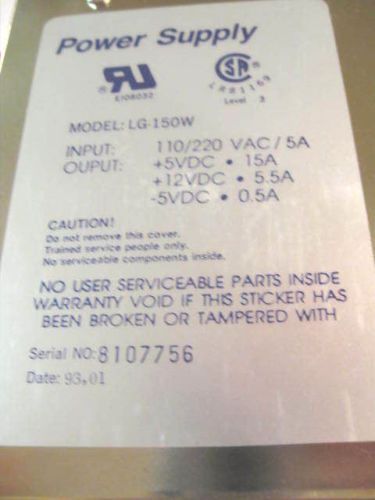 Power Supply
E108032
LR81169
Level 3
MODEL: LG-150W
INPUT: 110/220 VAC/5A
OUPUT: +5VDC • 15A
+12VDC • 5.5A
-5VDC • 0.5A
CAUTION!
Do not remove this cover.
Trained service people only.
No serviceable components inside.
NO USER SERVICEABLE PARTS INSIDE
WARRANTY VOID IF THIS STICKER HAS
BEEN BROKEN OR TAMPERED WITH
Serial NO: 8107756
Date: 93,01